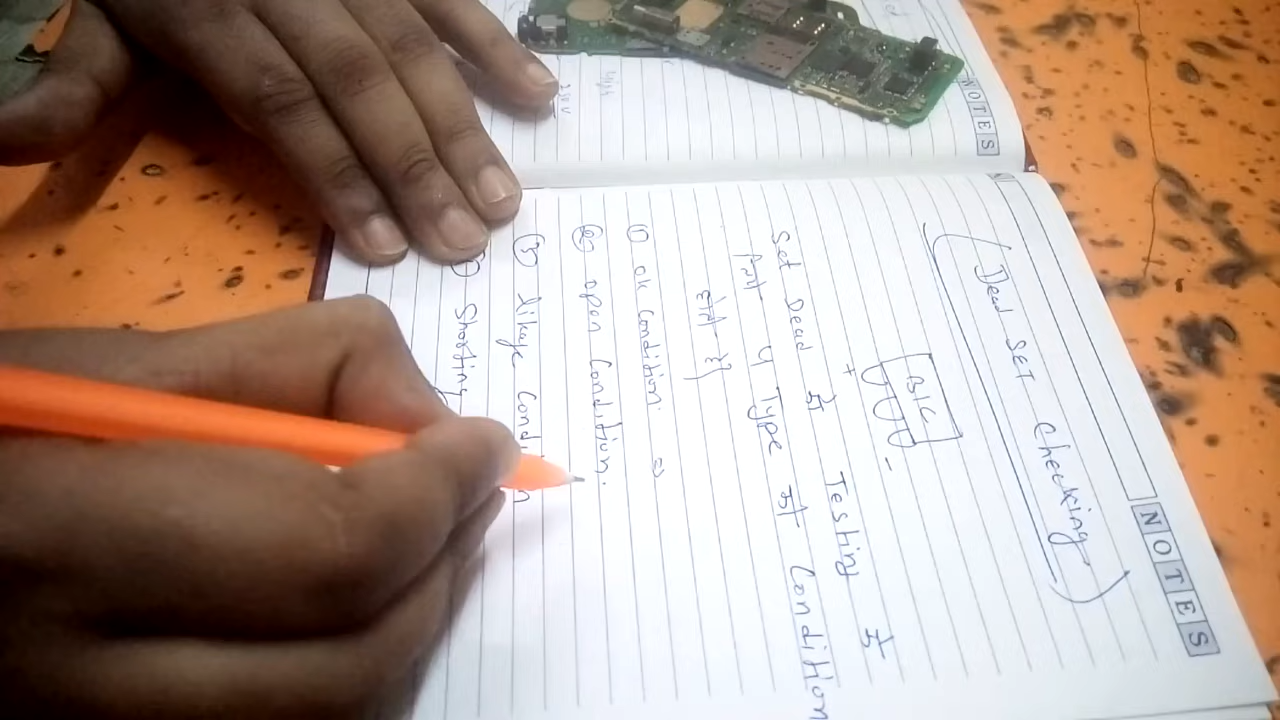 NOTES
NOTES
Dead SET Checking
B/C
+ -
Set Dead के Testing के
लिए 4 Type की Condition
होती है।
① ok Condition. ⇒
② open Condition.
③ likage Condition
Shorting